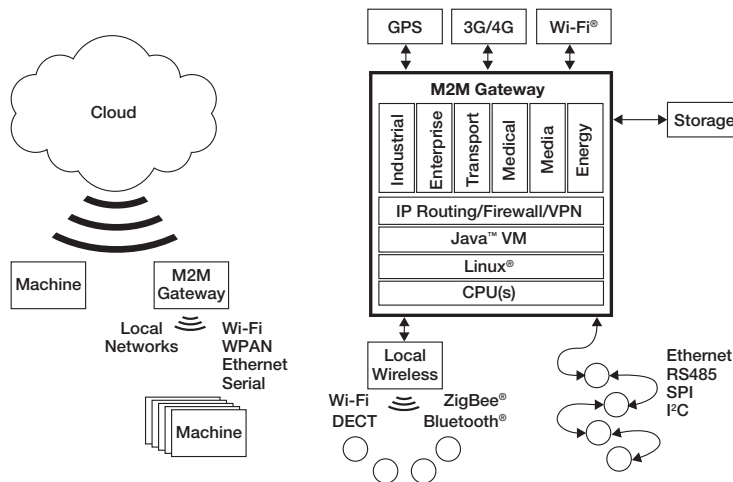 Cloud
Machine
M2M
Gateway
Local
Networks
Wi-Fi
WPAN
Ethernet
Serial
Machine
GPS
3G/4G
Wi-Fi®
M2M Gateway
Industrial
Enterprise
Transport
Medical
Media
Energy
Storage
IP Routing/Firewall/VPN
Java™ VM
Linux®
CPU(s)
Local
Wireless
Wi-Fi
DECT
ZigBee®
Bluetooth®
Ethernet
RS485
SPI
I²C